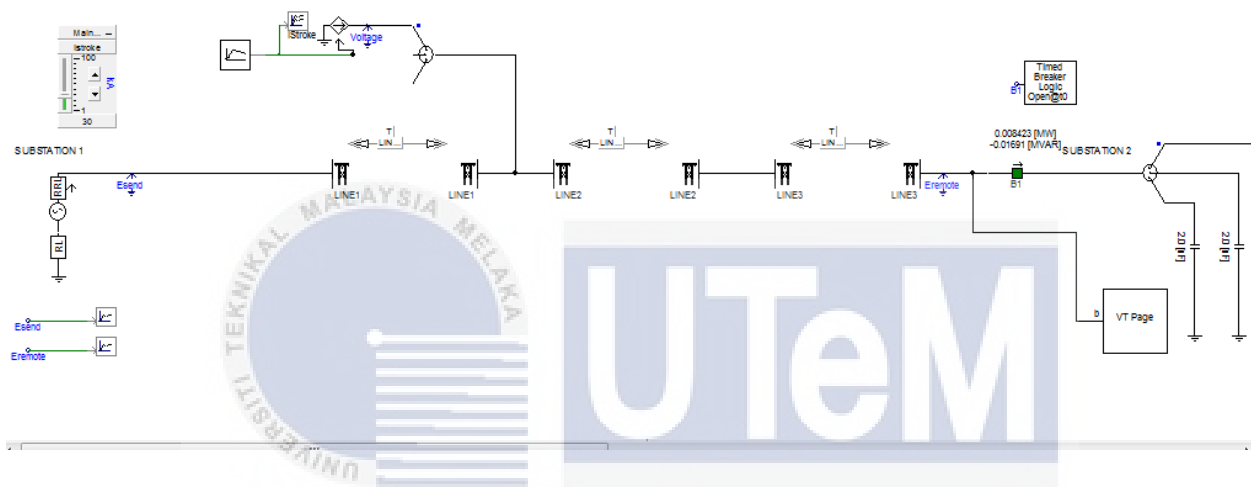 Main...
Istroke
100
kA
1
30
IStroke
Voltage
Timed
Breaker
Logic
Open@t0
B1
0.008423 [MW]
-0.01691 [MVAR]
SUBSTATION 1
SUBSTATION 2
T
LIN...
T
LIN...
T
LIN...
RRL
RL
Esend
LINE1
LINE1
LINE2
LINE2
LINE3
LINE3
Eremote
B1
2.0 [uF]
2.0 [uF]
b
VT Page
Esend
Eremote
UNIVERSITI TEKNIKAL MALAYSIA MELAKA
UTeM